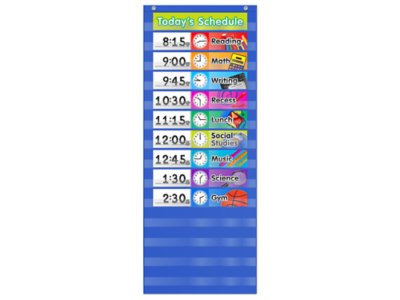 Today's Schedule
8:15 Reading
9:00 Math
9:45 Writing
10:30 Recess
11:15 Lunch
12:00 Social
Studies
12:45 Music
1:30 Science
2:30 Gym